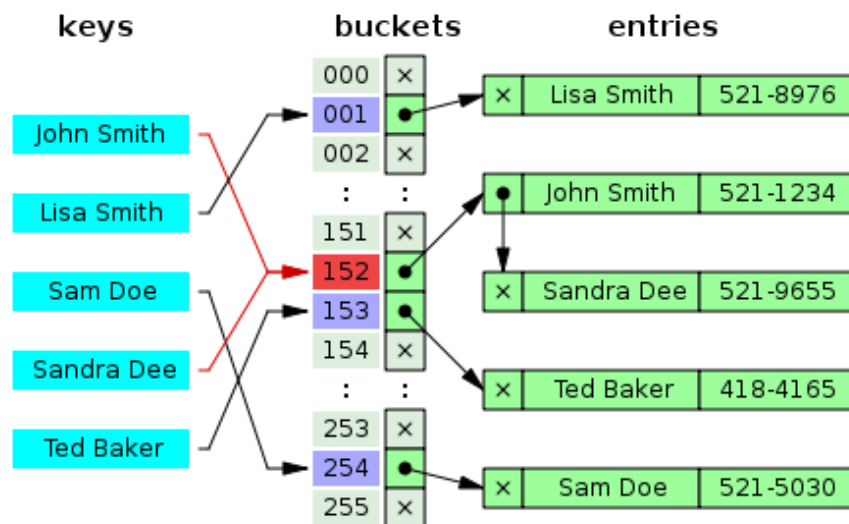 keys
buckets
entries
John Smith
Lisa Smith
Sam Doe
Sandra Dee
Ted Baker
000 ×
001
002 ×
: :
151 ×
152
153
154 ×
: :
253 ×
254
255 ×
× Lisa Smith 521-8976
John Smith 521-1234
× Sandra Dee 521-9655
× Ted Baker 418-4165
× Sam Doe 521-5030